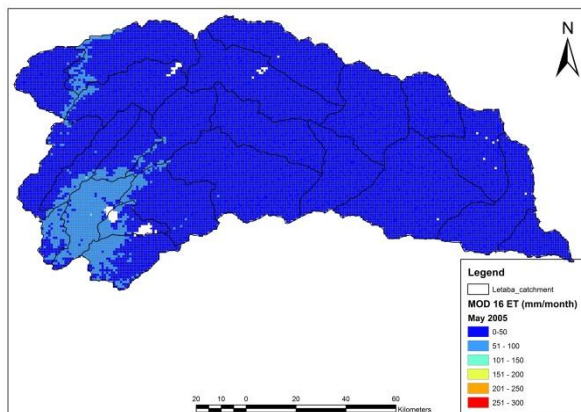 N
Legend
Letaba_catchment
MOD 16 ET (mm/month)
May 2005
0-50
51 - 100
101 - 150
151 - 200
201 - 250
251 - 300
20 10 0 20 40 60
Kilometers